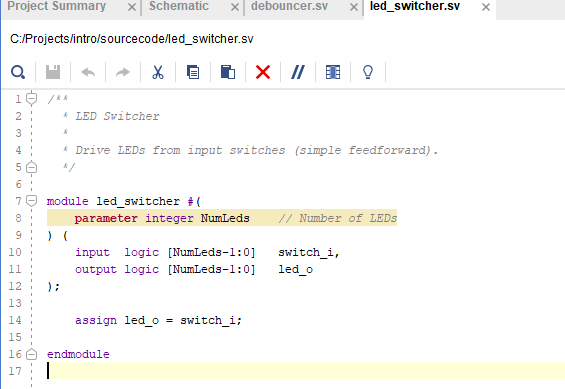 Project Summary × Schematic × debouncer.sv × led_switcher.sv ×
C:/Projects/intro/sourcecode/led_switcher.sv
1 /**
2  * LED Switcher
3  *
4  * Drive LEDs from input switches (simple feedforward).
5  */
6
7 module led_switcher #(
8     parameter integer NumLeds    // Number of LEDs
9 ) (
10     input  logic [NumLeds-1:0]   switch_i,
11     output logic [NumLeds-1:0]   led_o
12 );
13
14     assign led_o = switch_i;
15
16 endmodule
17